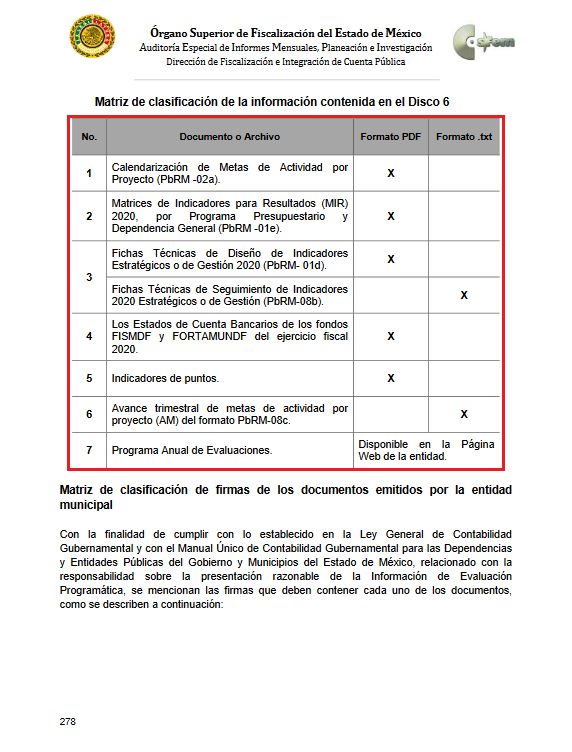 Órgano Superior de Fiscalización del Estado de México
Auditoría Especial de Informes Mensuales, Planeación e Investigación
Dirección de Fiscalización e Integración de Cuenta Pública
osfem
Matriz de clasificación de la información contenida en el Disco 6
No. Documento o Archivo Formato PDF Formato .txt
1 Calendarización de Metas de Actividad por
Proyecto (PbRM -02a). X
2 Matrices de Indicadores para Resultados (MIR)
2020, por Programa Presupuestario y
Dependencia General (PbRM -01e). X
3 Fichas Técnicas de Diseño de Indicadores
Estratégicos o de Gestión 2020 (PbRM- 01d). X
Fichas Técnicas de Seguimiento de Indicadores
2020 Estratégicos o de Gestión (PbRM-08b). X
4 Los Estados de Cuenta Bancarios de los fondos
FISMDF y FORTAMUNDF del ejercicio fiscal
2020. X
5 Indicadores de puntos. X
6 Avance trimestral de metas de actividad por
proyecto (AM) del formato PbRM-08c. X
7 Programa Anual de Evaluaciones. Disponible en la Página
Web de la entidad.
Matriz de clasificación de firmas de los documentos emitidos por la entidad
municipal
Con la finalidad de cumplir con lo establecido en la Ley General de Contabilidad
Gubernamental y con el Manual Único de Contabilidad Gubernamental para las Dependencias
y Entidades Públicas del Gobierno y Municipios del Estado de México, relacionado con la
responsabilidad sobre la presentación razonable de la Información de Evaluación
Programática, se mencionan las firmas que deben contener cada uno de los documentos,
como se describen a continuación:
278